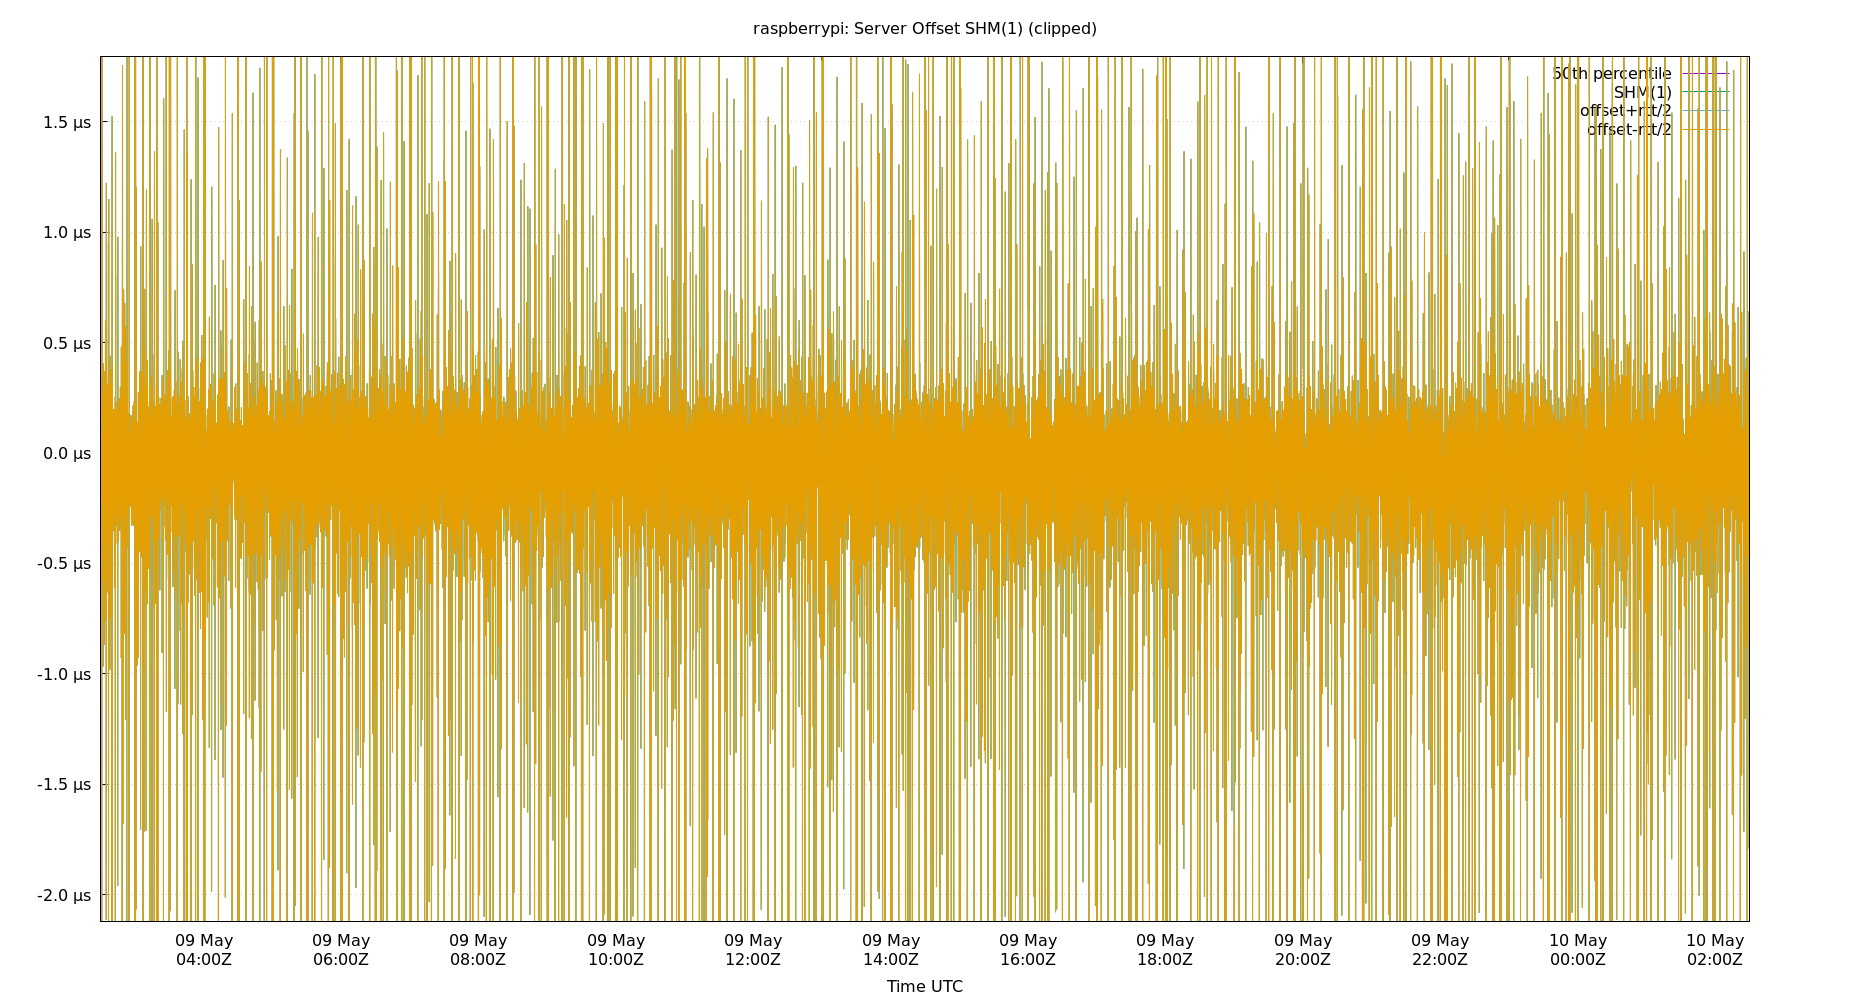 raspberrypi: Server Offset SHM(1) (clipped)
50th percentile
SHM(1)
offset+rtt/2
offset-rtt/2
1.5 µs
1.0 µs
0.5 µs
0.0 µs
-0.5 µs
-1.0 µs
-1.5 µs
-2.0 µs
09 May 09 May 09 May 09 May 09 May 09 May 09 May 09 May 09 May 09 May 10 May 10 May
04:00Z 06:00Z 08:00Z 10:00Z 12:00Z 14:00Z 16:00Z 18:00Z 20:00Z 22:00Z 00:00Z 02:00Z
Time UTC